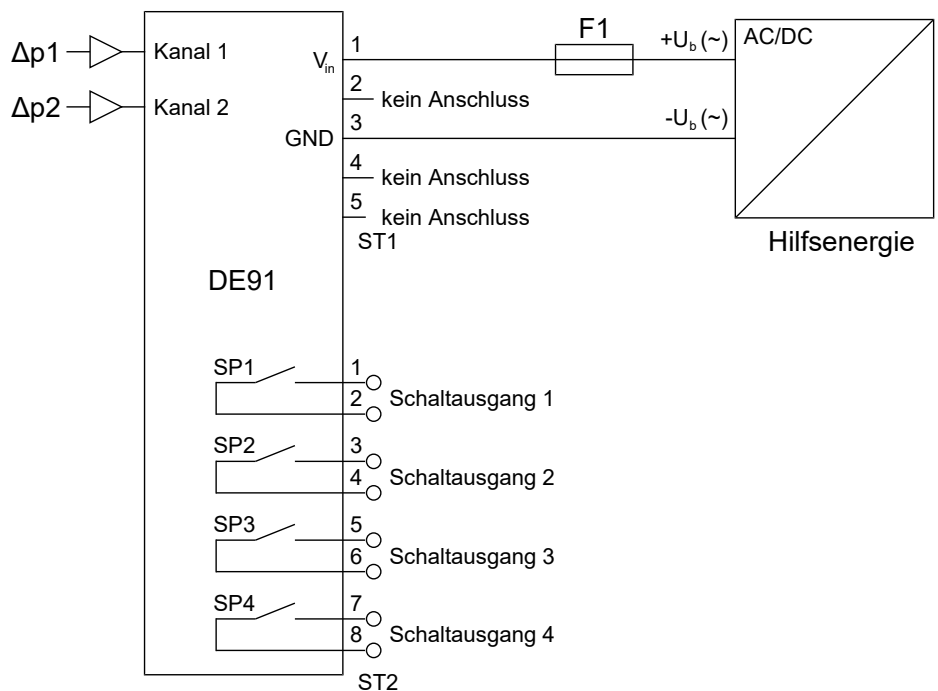 Δp1
Kanal 1
Δp2
Kanal 2
V_in
1
F1
+U_b (~)
AC/DC
2
kein Anschluss
GND
3
-U_b (~)
4
kein Anschluss
5
kein Anschluss
ST1
Hilfsenergie
DE91
SP1
1
2
Schaltausgang 1
SP2
3
4
Schaltausgang 2
SP3
5
6
Schaltausgang 3
SP4
7
8
Schaltausgang 4
ST2